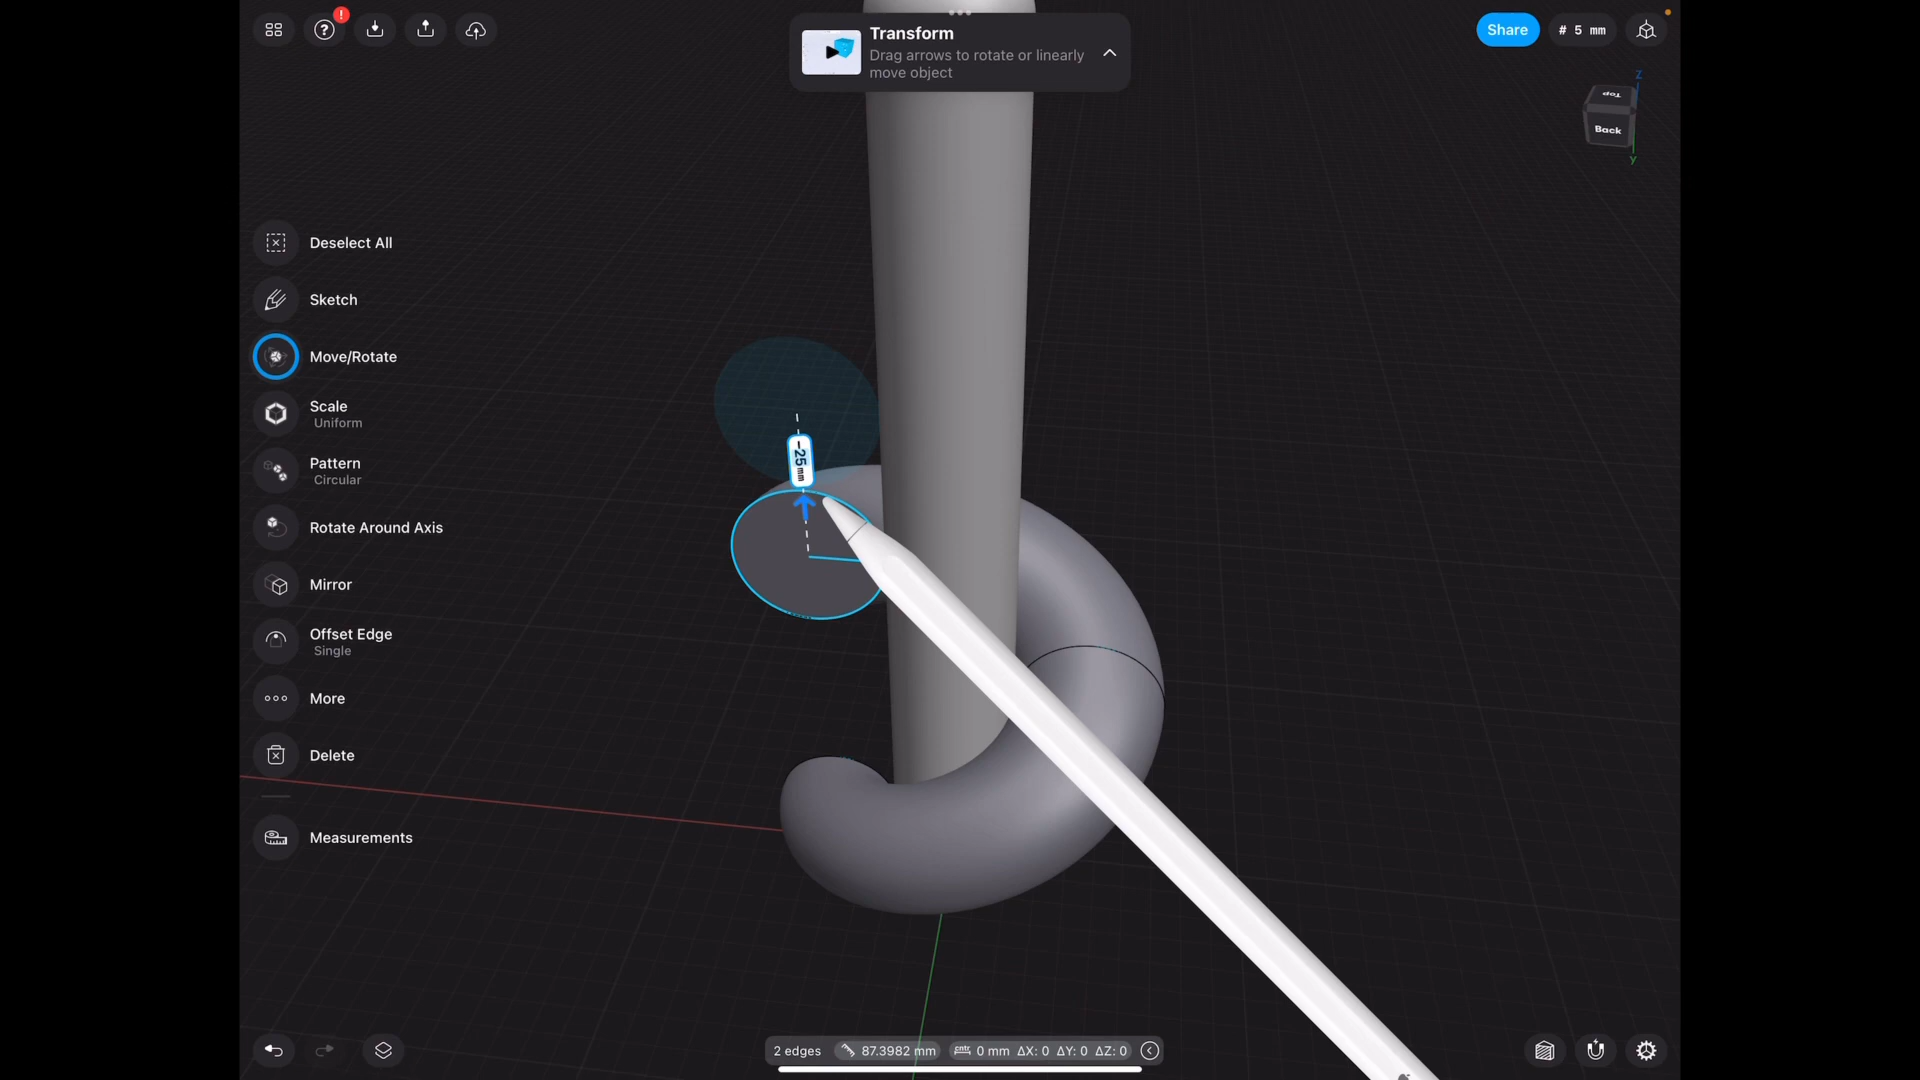 !
Transform
Drag arrows to rotate or linearly
move object
Share
# 5 mm
Z
Top
Back
y
Deselect All
Sketch
Move/Rotate
Scale
Uniform
Pattern
Circular
-25mm
Rotate Around Axis
Mirror
Offset Edge
Single
More
Delete
Measurements
2 edges
87.3982 mm
cntr
0 mm ΔX: 0 ΔY: 0 ΔZ: 0